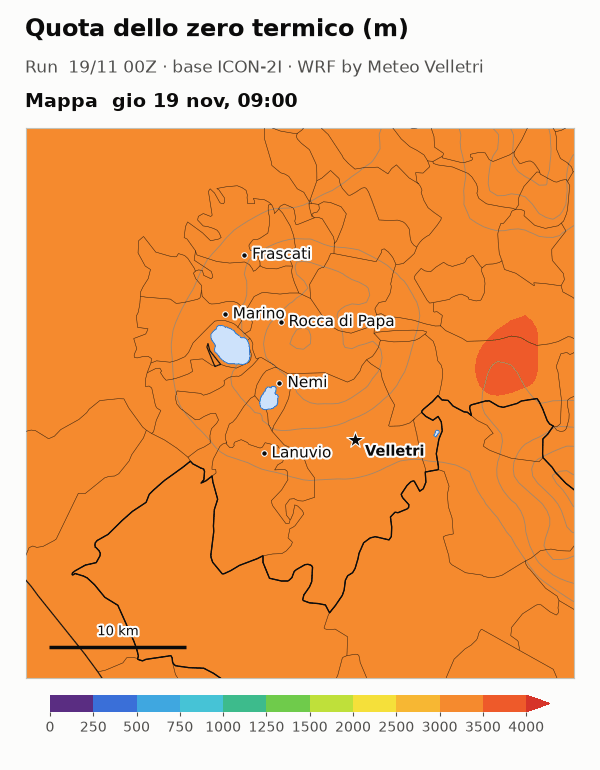 Quota dello zero termico (m)
Run  19/11 00Z · base ICON-2I · WRF by Meteo Velletri
Mappa  gio 19 nov, 09:00
Frascati
Marino
Rocca di Papa
Nemi
Velletri
Lanuvio
10 km
0 250 500 750 1000 1250 1500 2000 2500 3000 3500 4000